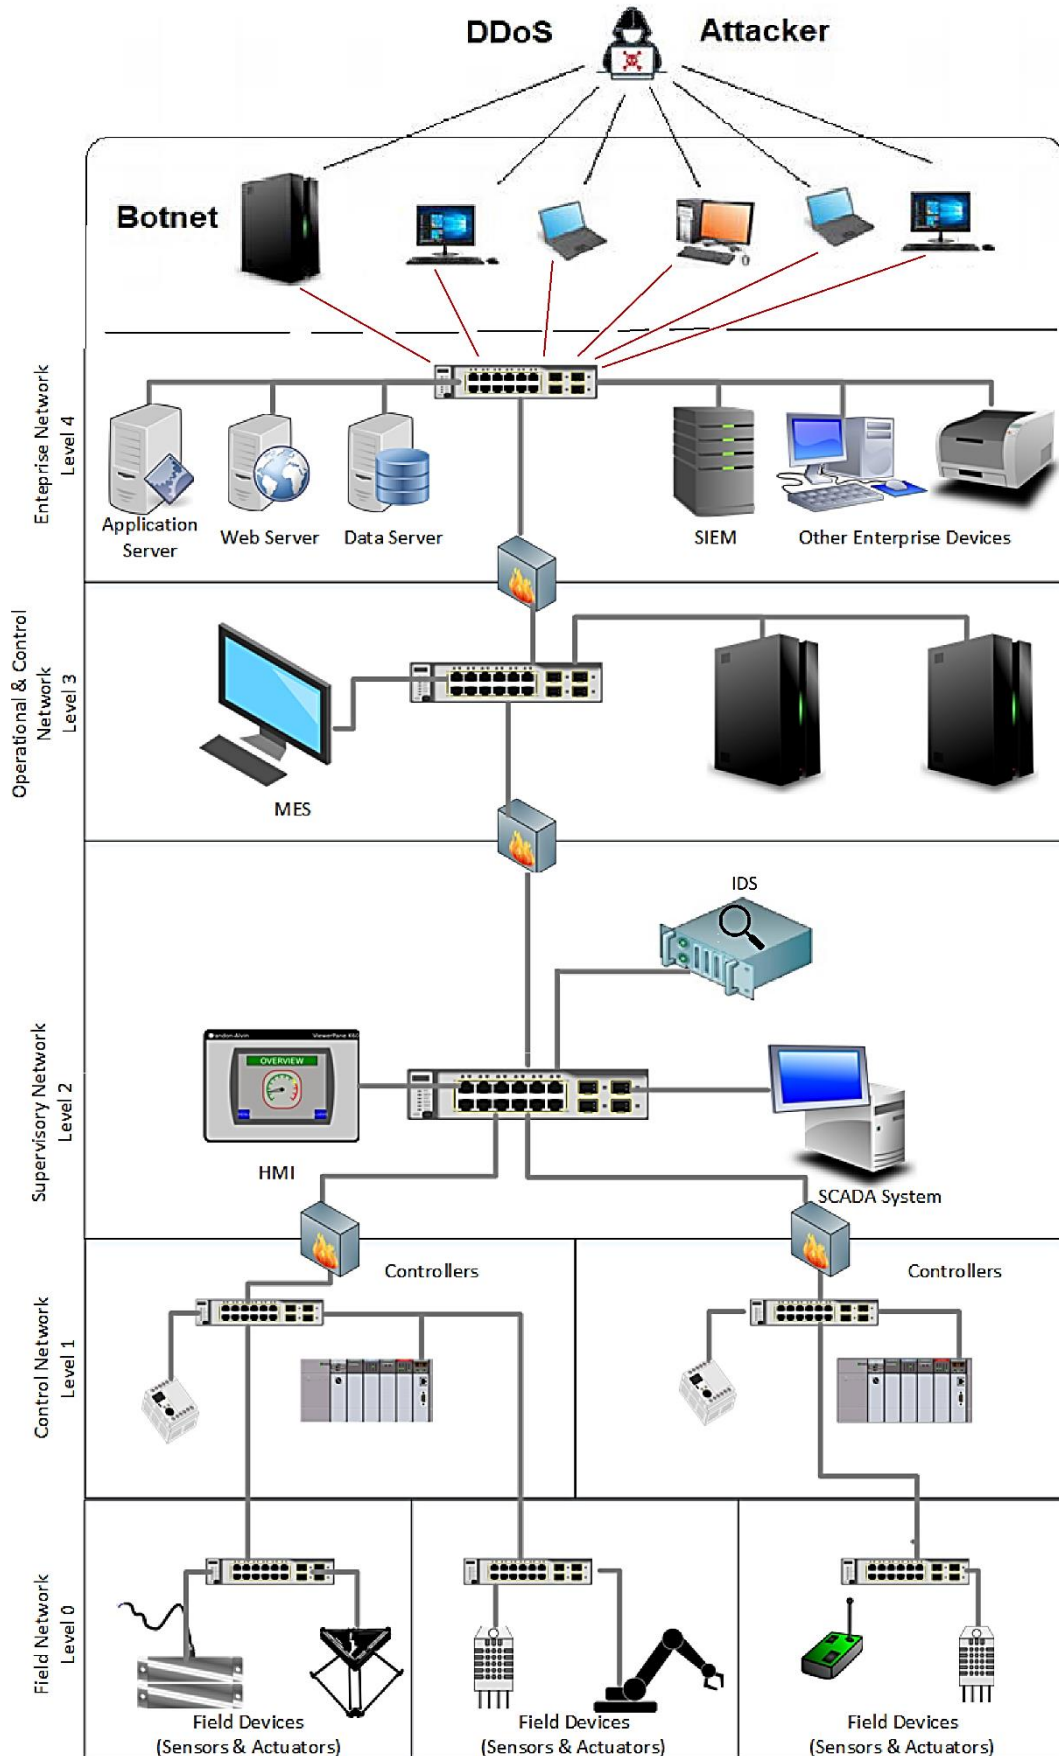 DDoS Attacker
Botnet
Enteprise Network
Level 4
Application
Server
Web Server
Data Server
SIEM
Other Enterprise Devices
Operational & Control
Network
Level 3
MES
Supervisory Network
Level 2
IDS
OVERVIEW
HMI
SCADA System
Control Network
Level 1
Controllers
Controllers
Field Network
Level 0
Field Devices
(Sensors & Actuators)
Field Devices
(Sensors & Actuators)
Field Devices
(Sensors & Actuators)